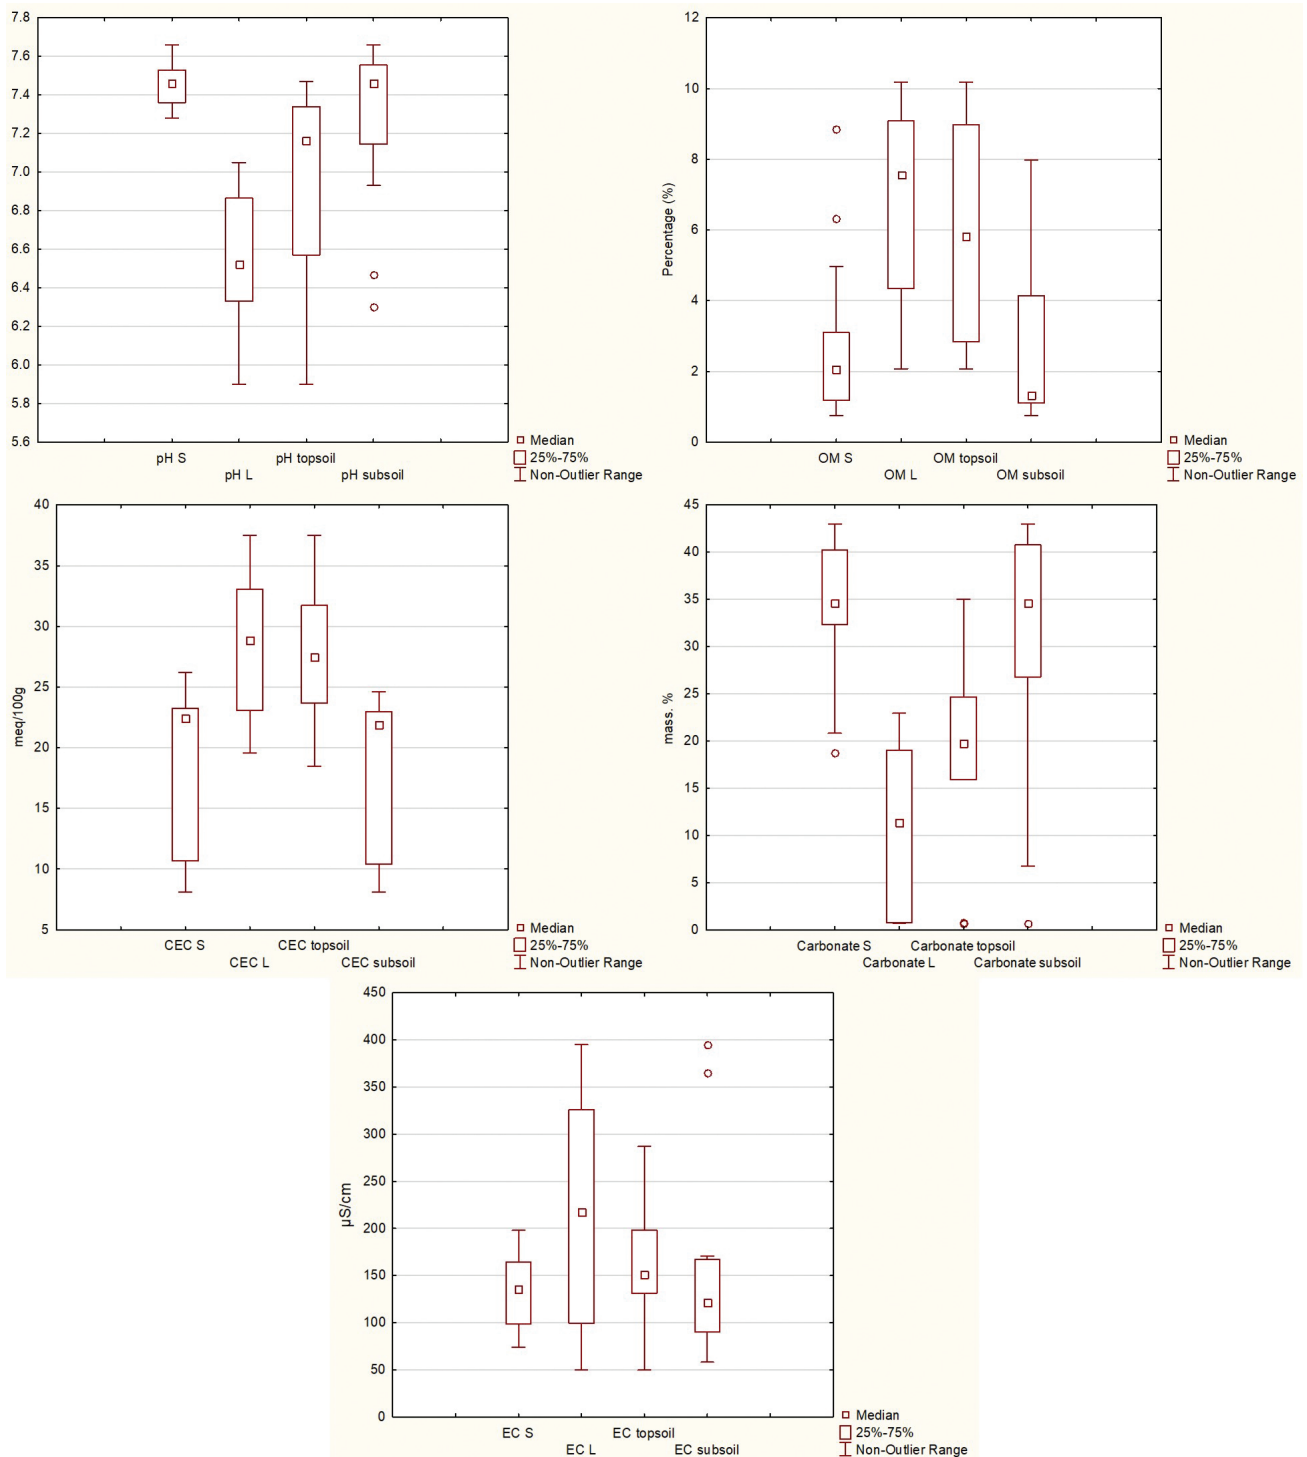 7.8
7.6
7.4
7.2
7.0
6.8
6.6
6.4
6.2
6.0
5.8
5.6
pH S
pH topsoil
pH L
pH subsoil
Median
25%-75%
Non-Outlier Range
Percentage (%)
12
10
8
6
4
2
0
OM S
OM topsoil
OM L
OM subsoil
Median
25%-75%
Non-Outlier Range
meq/100g
40
35
30
25
20
15
10
5
CEC S
CEC topsoil
CEC L
CEC subsoil
Median
25%-75%
Non-Outlier Range
mass. %
45
40
35
30
25
20
15
10
5
0
Carbonate S
Carbonate topsoil
Carbonate L
Carbonate subsoil
Median
25%-75%
Non-Outlier Range
µS/cm
450
400
350
300
250
200
150
100
50
0
EC S
EC topsoil
EC L
EC subsoil
Median
25%-75%
Non-Outlier Range